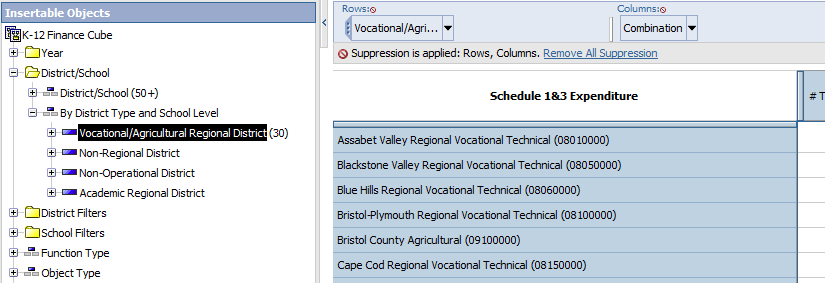 Insertable Objects
K-12 Finance Cube
Year
District/School
District/School (50+)
By District Type and School Level
Vocational/Agricultural Regional District (30)
Non-Regional District
Non-Operational District
Academic Regional District
District Filters
School Filters
Function Type
Object Type
Rows:
Columns:
Vocational/Agri...
Combination
Suppression is applied: Rows, Columns. Remove All Suppression
Schedule 1&3 Expenditure
# T
Assabet Valley Regional Vocational Technical (08010000)
Blackstone Valley Regional Vocational Technical (08050000)
Blue Hills Regional Vocational Technical (08060000)
Bristol-Plymouth Regional Vocational Technical (08100000)
Bristol County Agricultural (09100000)
Cape Cod Regional Vocational Technical (08150000)